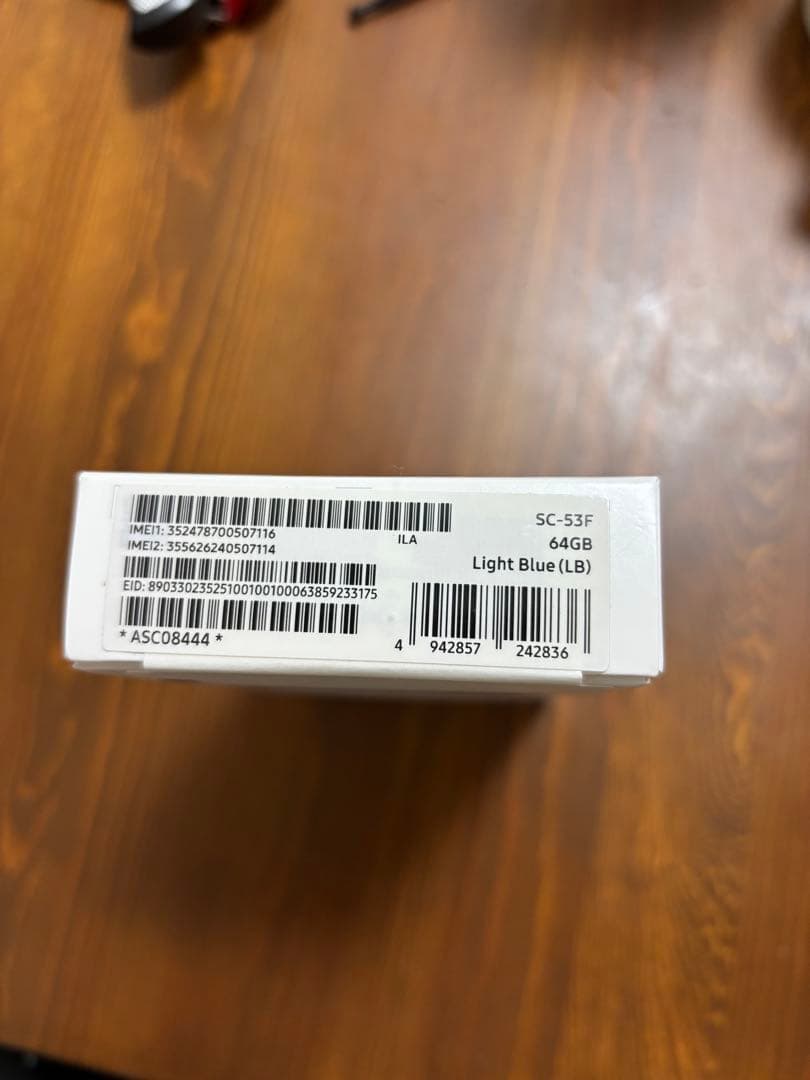 IMEI1: 352478700507116
ILA
IMEI2: 355626240507114
EID: 89033023525100100100063859233175
* ASC08444 *
SC-53F
64GB
Light Blue (LB)
4 942857 242836